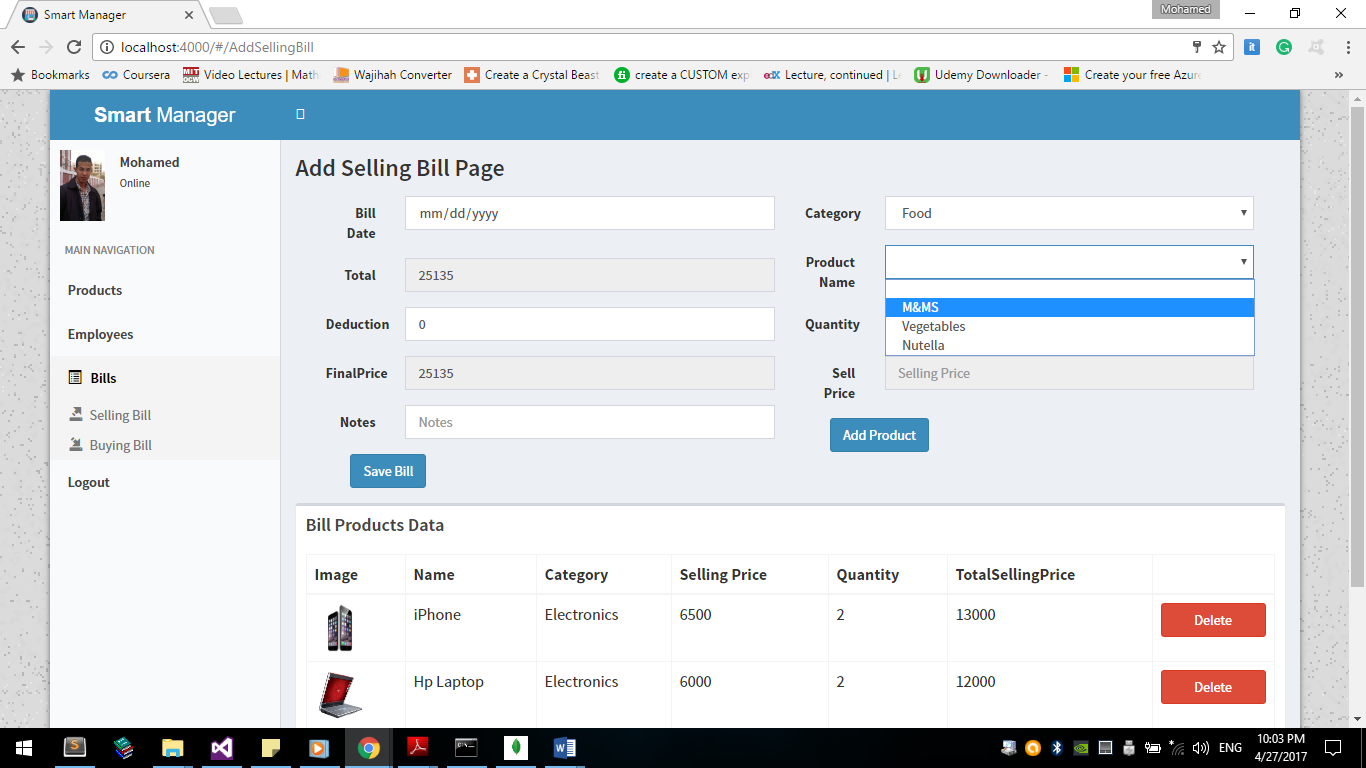 Smart Manager
Mohamed
localhost:4000/#/AddSellingBill
Bookmarks
Coursera
MIT OCW Video Lectures | Math
Wajihah Converter
Create a Crystal Beast
create a CUSTOM exp
edX Lecture, continued | Le
Udemy Downloader -
Create your free Azure
»
Smart Manager
Mohamed
Online
MAIN NAVIGATION
Products
Employees
Bills
Selling Bill
Buying Bill
Logout
Add Selling Bill Page
Bill Date
mm/dd/yyyy
Total
25135
Deduction
0
FinalPrice
25135
Notes
Notes
Save Bill
Category
Food
Product Name
M&MS
Vegetables
Nutella
Quantity
Sell Price
Selling Price
Add Product
Bill Products Data
Image Name Category Selling Price Quantity TotalSellingPrice
iPhone Electronics 6500 2 13000 Delete
Hp Laptop Electronics 6000 2 12000 Delete
ENG
10:03 PM
4/27/2017